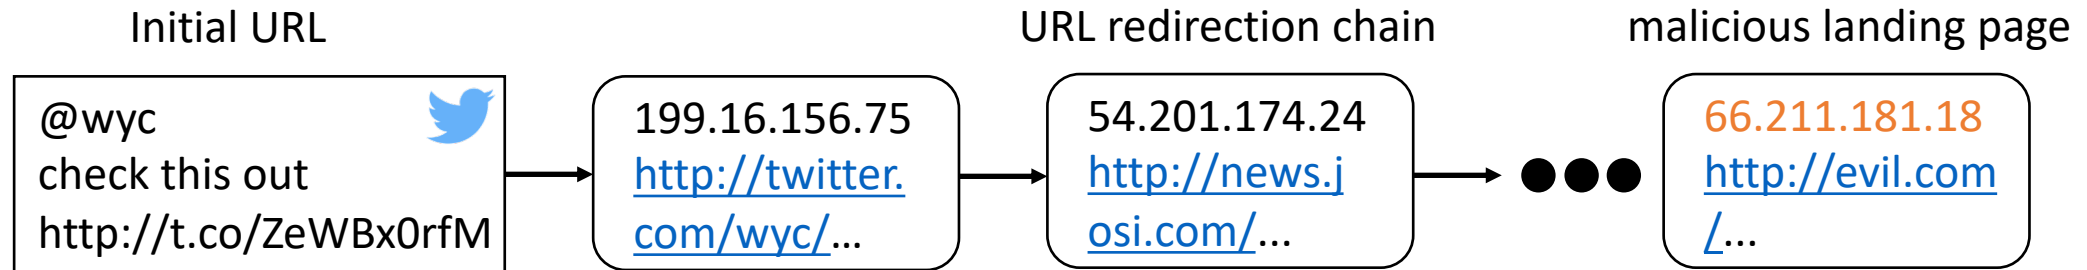 Initial URL
URL redirection chain
malicious landing page
@wyc
check this out
http://t.co/ZeWBx0rfM
199.16.156.75
http://twitter.
com/wyc/...
54.201.174.24
http://news.j
osi.com/...
66.211.181.18
http://evil.com
/...